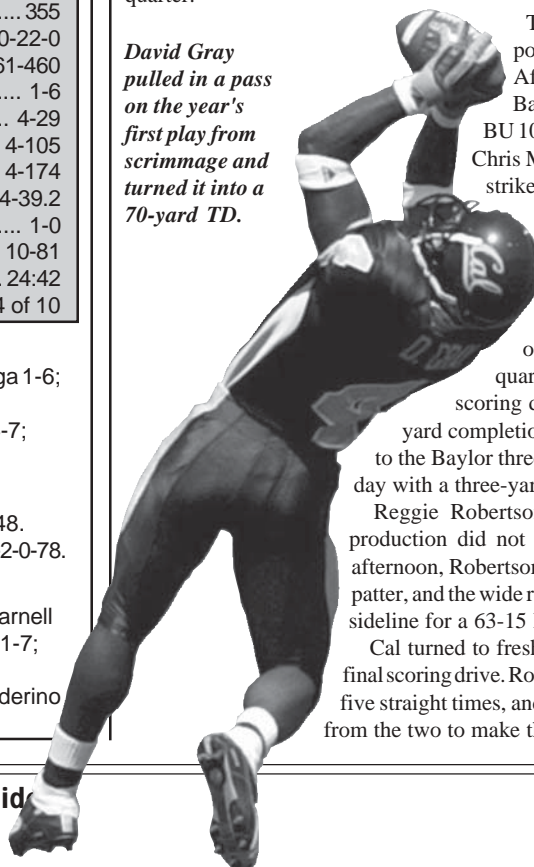 .... 355
0-22-0
61-460
.... 1-6
.. 4-29
4-105
4-174
4-39.2
.... 1-0
10-81
. 24:42
4 of 10
ga 1-6;
-7;
48.
2-0-78.
arnell
1-7;
derino
quarter.
David Gray
pulled in a pass
on the year's
first play from
scrimmage and
turned it into a
70-yard TD.
Cal
D. GRAY
T
po
Af
Ba
BU 10
Chris M
strike
o
quar
scoring d
yard completio
to the Baylor three
day with a three-yar
Reggie Robertso
production did not
afternoon, Robertson
patter, and the wide r
sideline for a 63-15
Cal turned to fresh
final scoring drive. Ro
five straight times, and
from the two to make th
ide